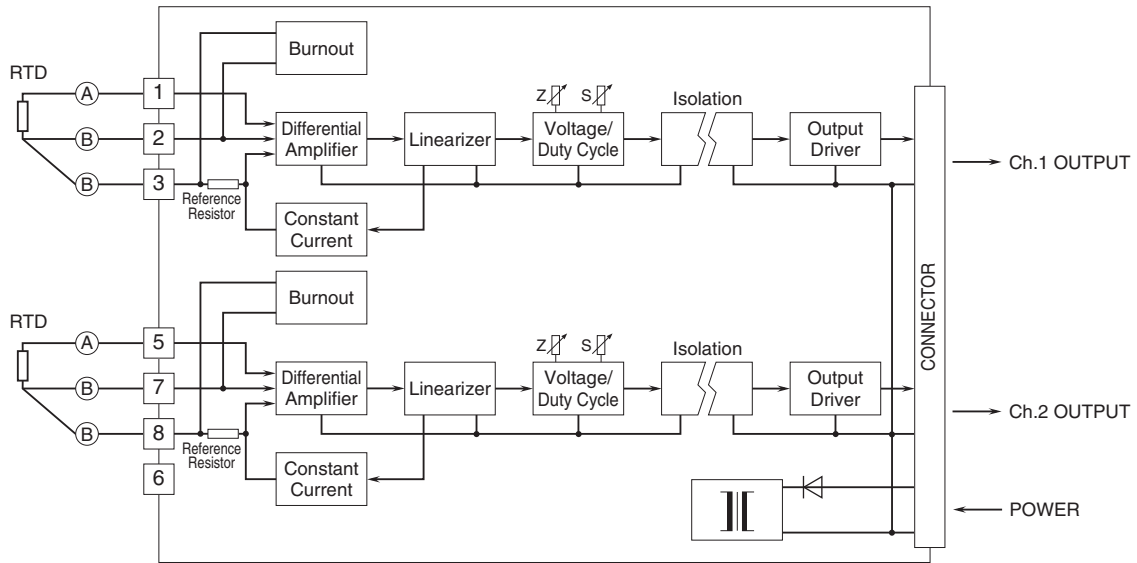 Burnout
RTD
A
1
B
2
B
3
Reference
Resistor
Differential
Amplifier
Linearizer
Z
S
Voltage/
Duty Cycle
Isolation
Output
Driver
Constant
Current
Ch.1 OUTPUT
Burnout
RTD
A
5
B
7
B
8
6
Reference
Resistor
Differential
Amplifier
Linearizer
Z
S
Voltage/
Duty Cycle
Isolation
Output
Driver
Constant
Current
CONNECTOR
Ch.2 OUTPUT
POWER